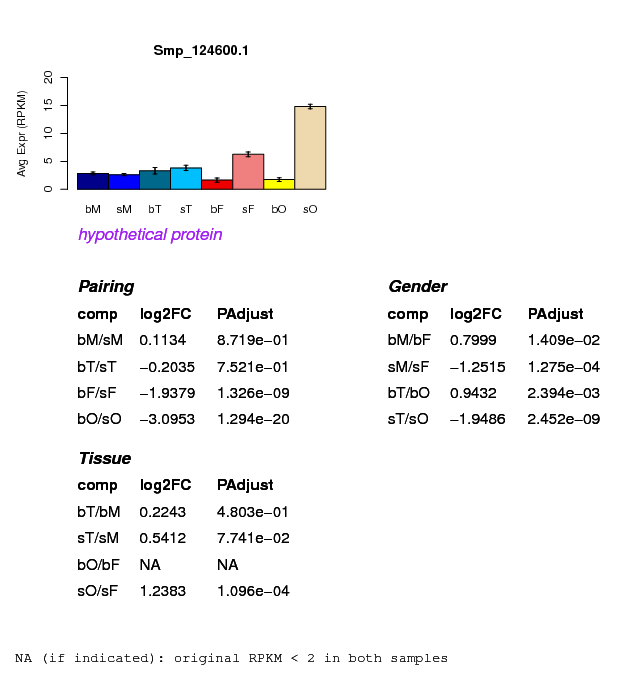 Smp_124600.1
Avg Expr (RPKM)
20
15
10
5
0
bM sM bT sT bF sF bO sO
hypothetical protein
Pairing
comp log2FC PAdjust
bM/sM 0.1134 8.719e−01
bT/sT −0.2035 7.521e−01
bF/sF −1.9379 1.326e−09
bO/sO −3.0953 1.294e−20
Gender
comp log2FC PAdjust
bM/bF 0.7999 1.409e−02
sM/sF −1.2515 1.275e−04
bT/bO 0.9432 2.394e−03
sT/sO −1.9486 2.452e−09
Tissue
comp log2FC PAdjust
bT/bM 0.2243 4.803e−01
sT/sM 0.5412 7.741e−02
bO/bF NA NA
sO/sF 1.2383 1.096e−04
NA (if indicated): original RPKM < 2 in both samples